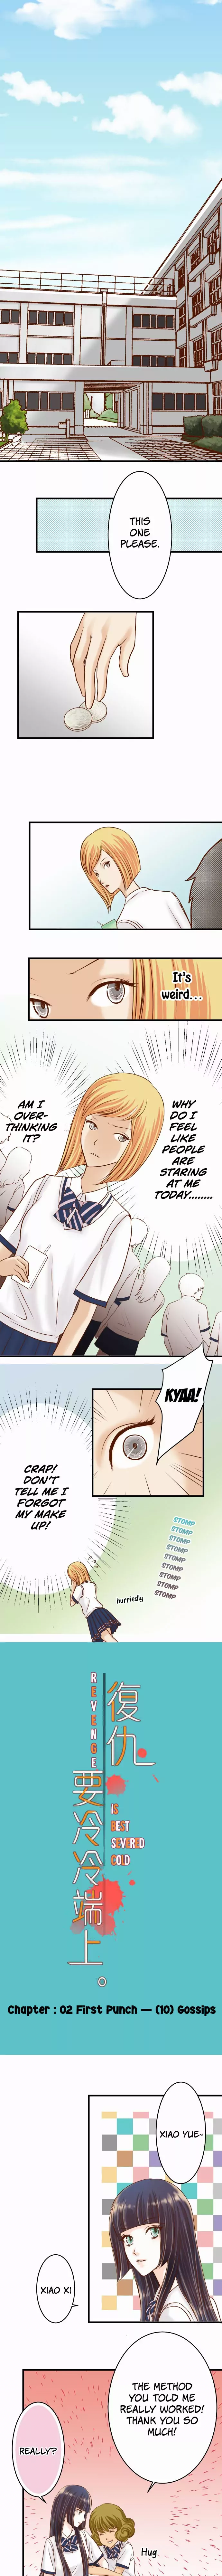 THIS
ONE
PLEASE.
It's
weird...
WHY
DO I
FEEL
LIKE
PEOPLE
ARE
STARING
AT ME
TODAY........
AM I
OVER-
THINKING
IT?
KYAA!
CRAP!
DON'T
TELL ME I
FORGOT
MY MAKE
UP!
STOMP
STOMP
STOMP
STOMP
STOMP
STOMP
STOMP
STOMP
hurriedly
復仇
要冷冷端上。
REVENGE
IS
BEST
SEVERED
COLD
Chapter : 02 First Punch — (10) Gossips
XIAO YUE~
XIAO XI
THE METHOD
YOU TOLD ME
REALLY WORKED!
THANK YOU SO
MUCH!
REALLY?
Hug